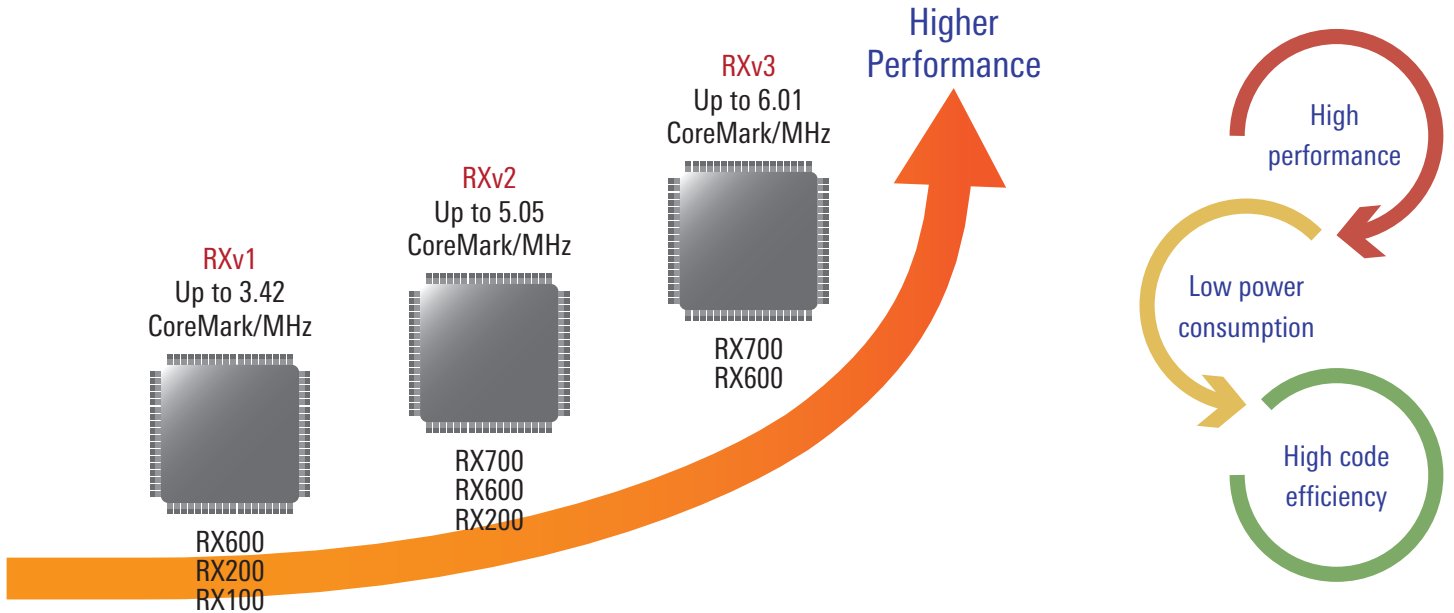 RXv1
Up to 3.42
CoreMark/MHz
RX600
RX200
RX100
RXv2
Up to 5.05
CoreMark/MHz
RX700
RX600
RX200
RXv3
Up to 6.01
CoreMark/MHz
RX700
RX600
Higher
Performance
High
performance
Low power
consumption
High code
efficiency